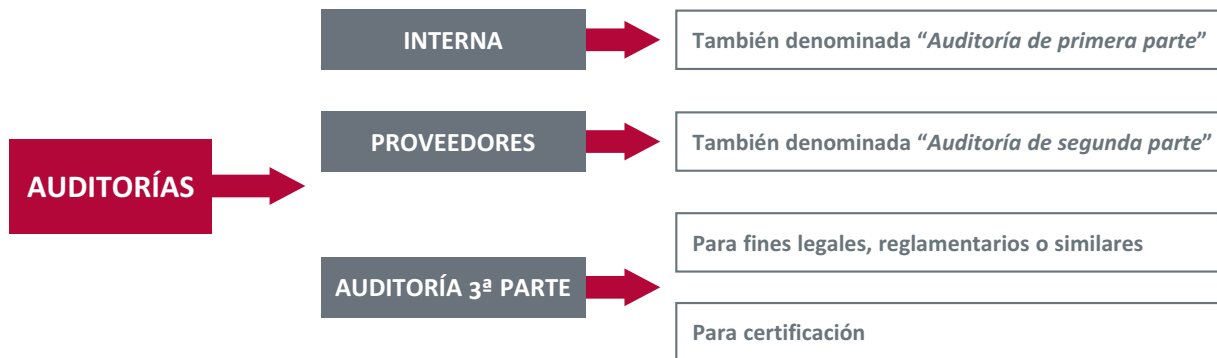 AUDITORÍAS
INTERNA
También denominada “Auditoría de primera parte”
PROVEEDORES
También denominada “Auditoría de segunda parte”
AUDITORÍA 3ª PARTE
Para fines legales, reglamentarios o similares
Para certificación